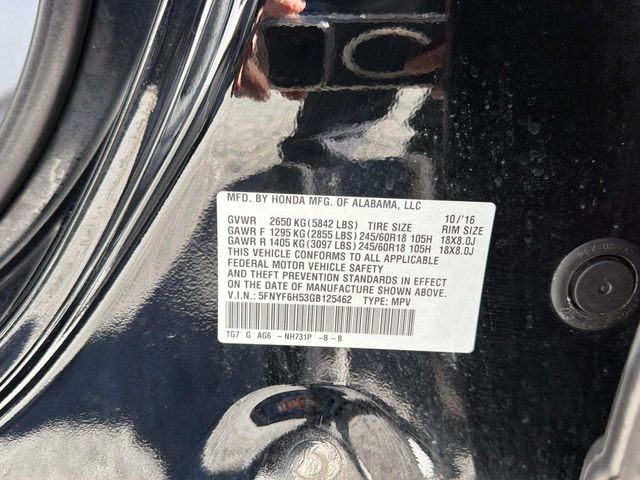 MFD. BY HONDA MFG. OF ALABAMA, LLC 10/'16
GVWR 2650 KG(5842 LBS) TIRE SIZE RIM SIZE
GAWR F 1295 KG(2855 LBS)245/60R18 105H 18X8.0J
GAWR R 1405 KG(3097 LBS)245/60R18 105H 18X8.0J
THIS VEHICLE CONFORMS TO ALL APPLICABLE
FEDERAL MOTOR VEHICLE SAFETY
AND THEFT PREVENTION STANDARDS IN EFFECT
ON THE DATE OF MANUFACTURE SHOWN ABOVE.
V.I.N.: 5FNYF6H53GB125462 TYPE: MPV
TG7 G AG6 -NH731P -B-B